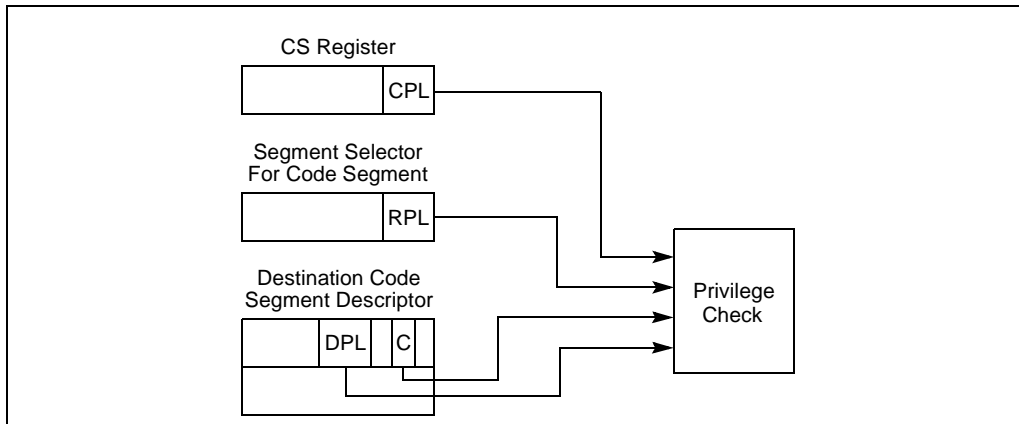 CS Register
CPL
Segment Selector
For Code Segment
RPL
Destination Code
Segment Descriptor
DPL
C
Privilege
Check